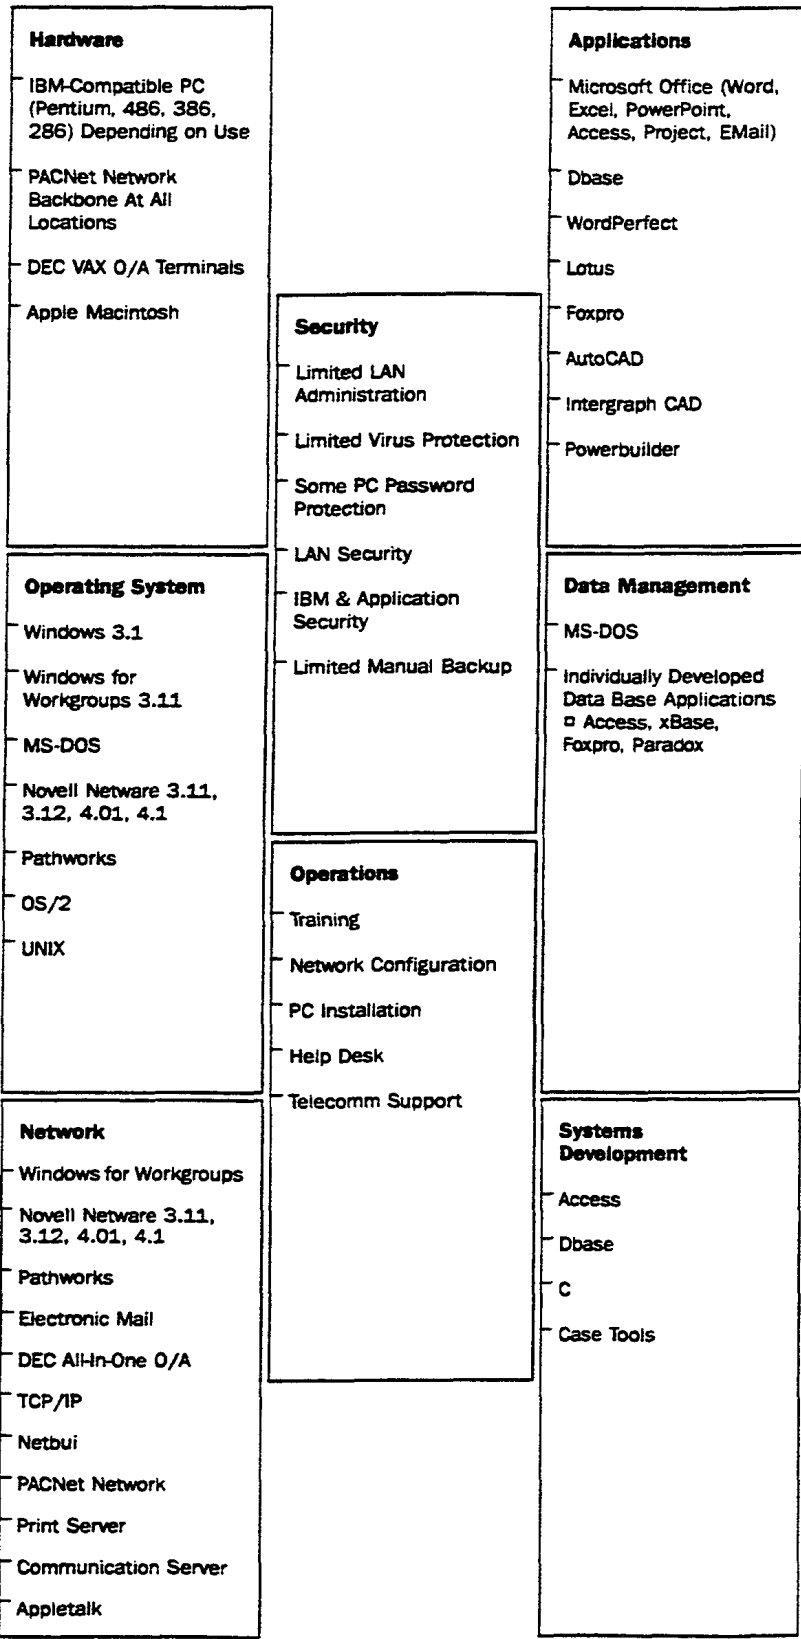 Hardware
IBM-Compatible PC
(Pentium, 486, 386,
286) Depending on Use
PACNet Network
Backbone At All
Locations
DEC VAX O/A Terminals
Apple Macintosh
Operating System
Windows 3.1
Windows for
Workgroups 3.11
MS-DOS
Novell Netware 3.11,
3.12, 4.01, 4.1
Pathworks
OS/2
UNIX
Network
Windows for Workgroups
Novell Netware 3.11,
3.12, 4.01, 4.1
Pathworks
Electronic Mail
DEC All-In-One O/A
TCP/IP
Netbui
PACNet Network
Print Server
Communication Server
Appletalk
Security
Limited LAN
Administration
Limited Virus Protection
Some PC Password
Protection
LAN Security
IBM & Application
Security
Limited Manual Backup
Operations
Training
Network Configuration
PC Installation
Help Desk
Telecomm Support
Applications
Microsoft Office (Word,
Excel, PowerPoint,
Access, Project, EMail)
Dbase
WordPerfect
Lotus
Foxpro
AutoCAD
Intergraph CAD
Powerbuilder
Data Management
MS-DOS
Individually Developed
Data Base Applications
¤ Access, xBase,
Foxpro, Paradox
Systems
Development
Access
Dbase
C
Case Tools